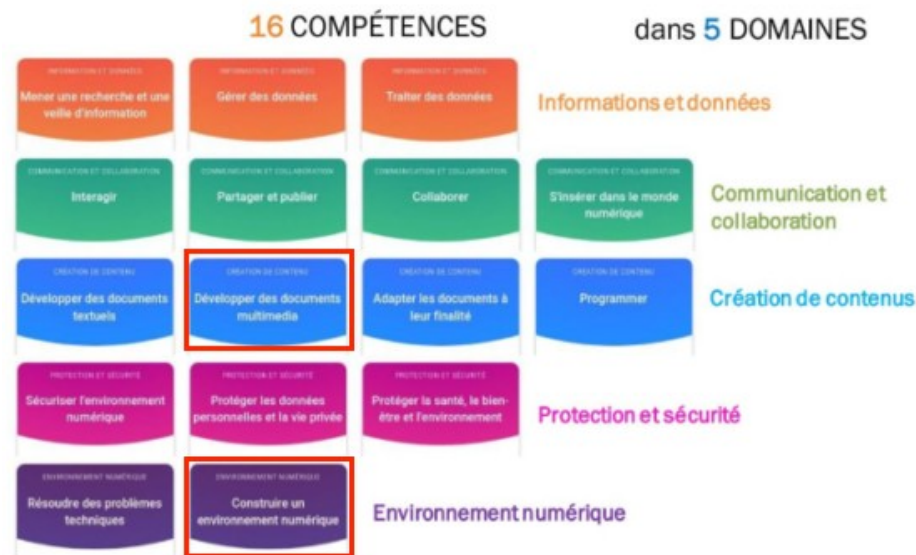 16 COMPÉTENCES
dans 5 DOMAINES
INFORMATION ET DONNÉES
Mener une recherche et une
veille d'information
INFORMATION ET DONNÉES
Gérer des données
INFORMATION ET DONNÉES
Traiter des données
Informations et données
COMMUNICATION ET COLLABORATION
Interagir
COMMUNICATION ET COLLABORATION
Partager et publier
COMMUNICATION ET COLLABORATION
Collaborer
COMMUNICATION ET COLLABORATION
S'insérer dans le monde
numérique
Communication et
collaboration
CRÉATION DE CONTENU
Développer des documents
textuels
CRÉATION DE CONTENU
Développer des documents
multimedia
CRÉATION DE CONTENU
Adapter les documents à
leur finalité
CRÉATION DE CONTENU
Programmer
Création de contenus
PROTECTION ET SÉCURITÉ
Sécuriser l'environnement
numérique
PROTECTION ET SÉCURITÉ
Protéger les données
personnelles et la vie privée
PROTECTION ET SÉCURITÉ
Protéger la santé, le bien-
être et l'environnement
Protection et sécurité
ENVIRONNEMENT NUMÉRIQUE
Résoudre des problèmes
techniques
ENVIRONNEMENT NUMÉRIQUE
Construire un
environnement numérique
Environnement numérique